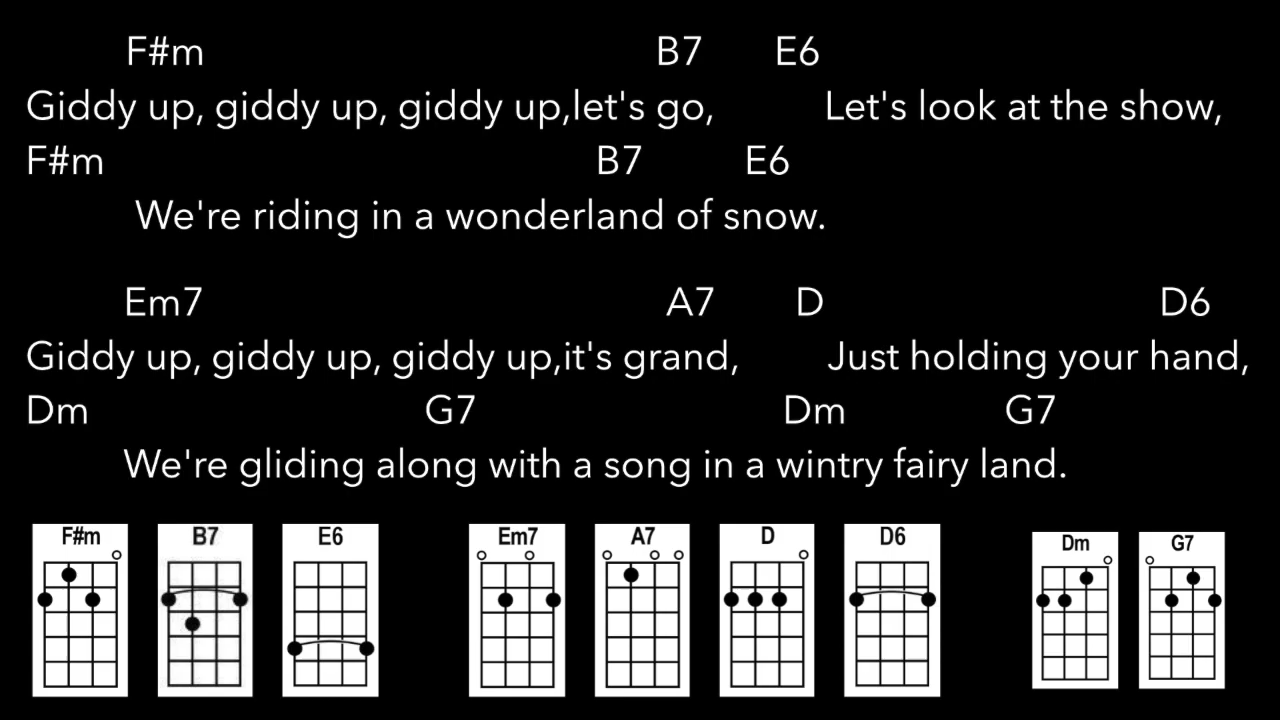 F#m B7 E6
Giddy up, giddy up, giddy up,let's go, Let's look at the show,
F#m B7 E6
We're riding in a wonderland of snow.
Em7 A7 D D6
Giddy up, giddy up, giddy up,it's grand, Just holding your hand,
Dm G7 Dm G7
We're gliding along with a song in a wintry fairy land.
F#m B7 E6 Em7 A7 D D6 Dm G7